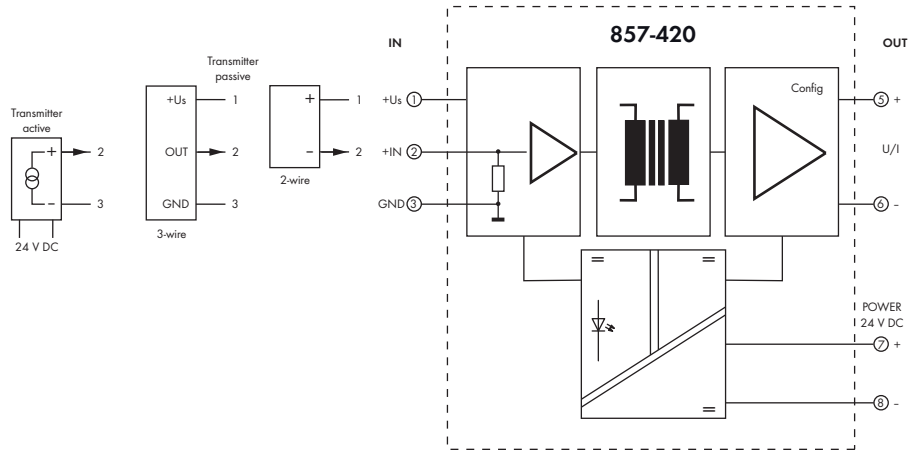 857-420
IN
OUT
Transmitter
passive
Transmitter
active
+
2
−
3
24 V DC
+Us
1
OUT
2
GND
3
3-wire
+
1
−
2
2-wire
+Us ①
+IN ②
GND ③
Config
⑤ +
U/I
⑥ −
POWER
24 V DC
⑦ +
⑧ −